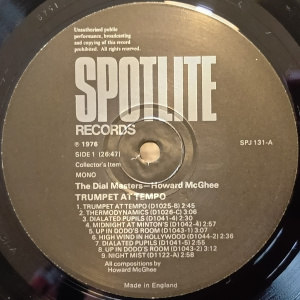 Unauthorised public
performance, broadcasting
and copying of this record
prohibited. All rights reserved.
SPOTLITE
RECORDS
℗ 1976
SIDE 1 (26:47)
SPJ 131-A
Collector's Item
MONO
The Dial Masters—Howard McGhee
TRUMPET AT TEMPO
1. TRUMPET AT TEMPO (D1025-B) 2:45
2. THERMODYNAMICS (D1026-C) 3:06
3. DIALATED PUPILS (D1041-4) 2:36
4. MIDNIGHT AT MINTON'S (D1042-4) 2:57
5. UP IN DODO'S ROOM (D1043-1) 3:07
6. HIGH WIND IN HOLLYWOOD (D1044-2) 2:36
7. DIALATED PUPILS (D1041-5) 2:55
8. UP IN DODO'S ROOM (D1043-2) 3:12
9. NIGHT MIST (D1122-A) 2:58
All compositions by
Howard McGhee
Made in England